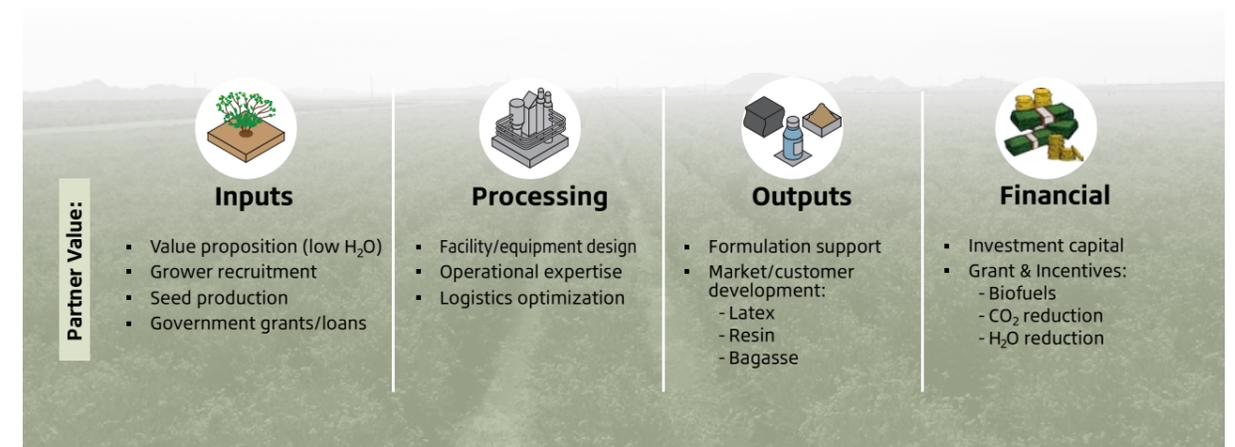 Partner Value:
Inputs
▪ Value proposition (low H₂O)
▪ Grower recruitment
▪ Seed production
▪ Government grants/loans
Processing
▪ Facility/equipment design
▪ Operational expertise
▪ Logistics optimization
Outputs
▪ Formulation support
▪ Market/customer
development:
- Latex
- Resin
- Bagasse
Financial
▪ Investment capital
▪ Grant & Incentives:
- Biofuels
- CO₂ reduction
- H₂O reduction